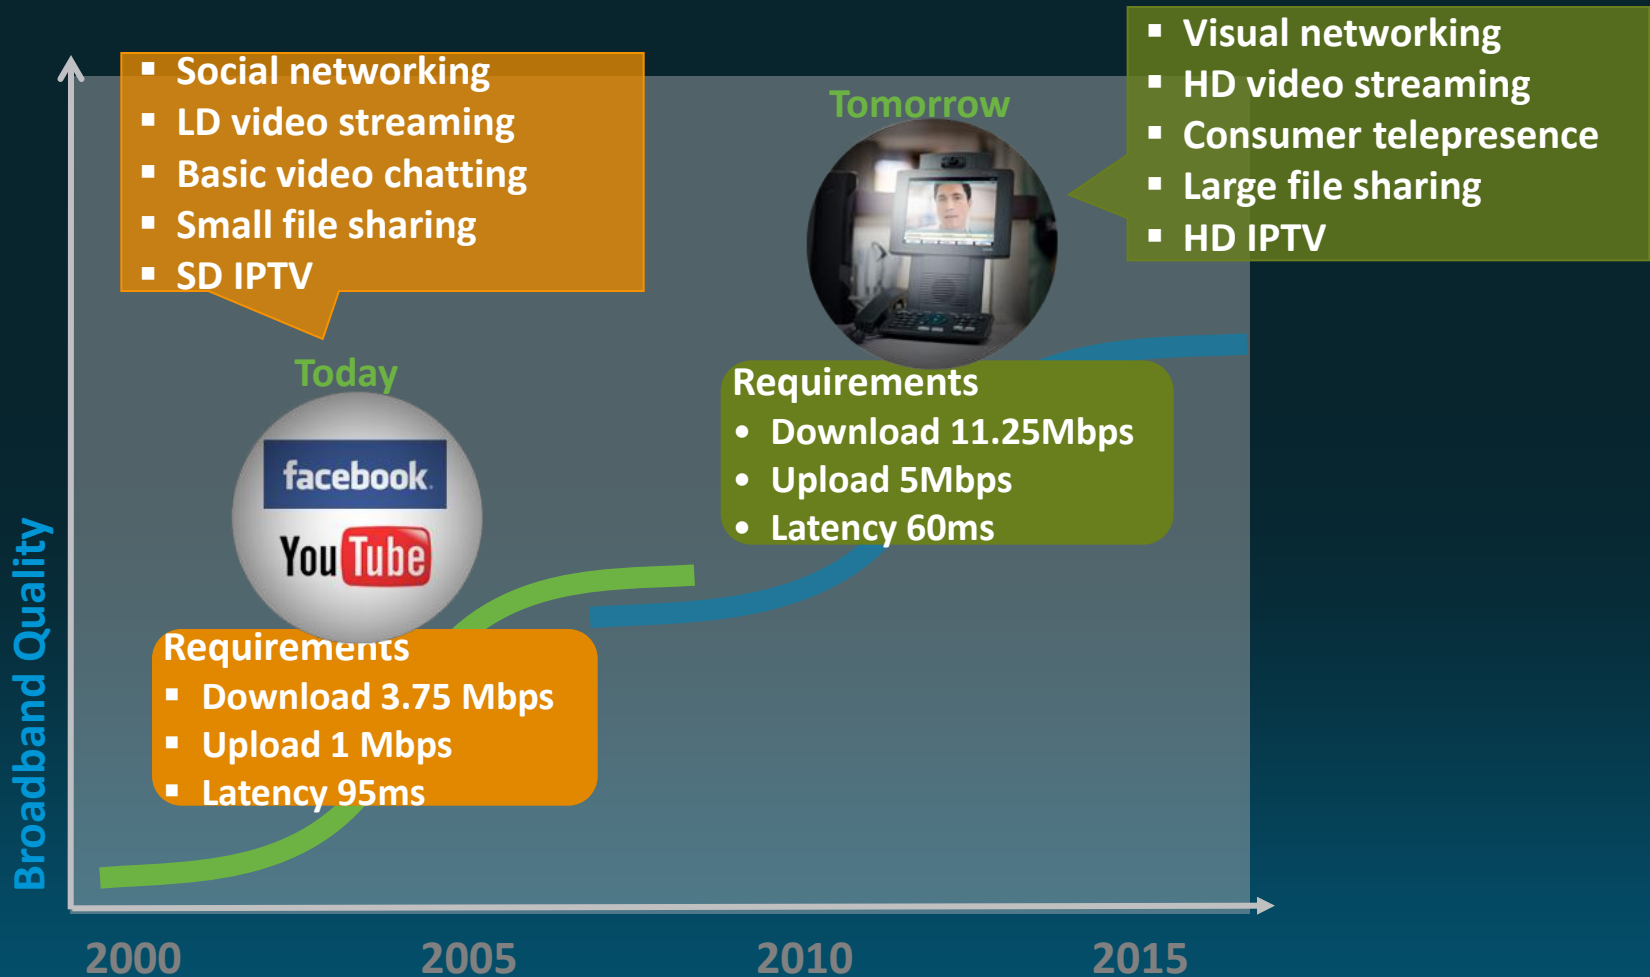 Social networking
LD video streaming
Basic video chatting
Small file sharing
SD IPTV
Today
facebook.
YouTube
Requirements
Download 3.75 Mbps
Upload 1 Mbps
Latency 95ms
Tomorrow
Visual networking
HD video streaming
Consumer telepresence
Large file sharing
HD IPTV
Requirements
Download 11.25Mbps
Upload 5Mbps
Latency 60ms
Broadband Quality
2000
2005
2010
2015